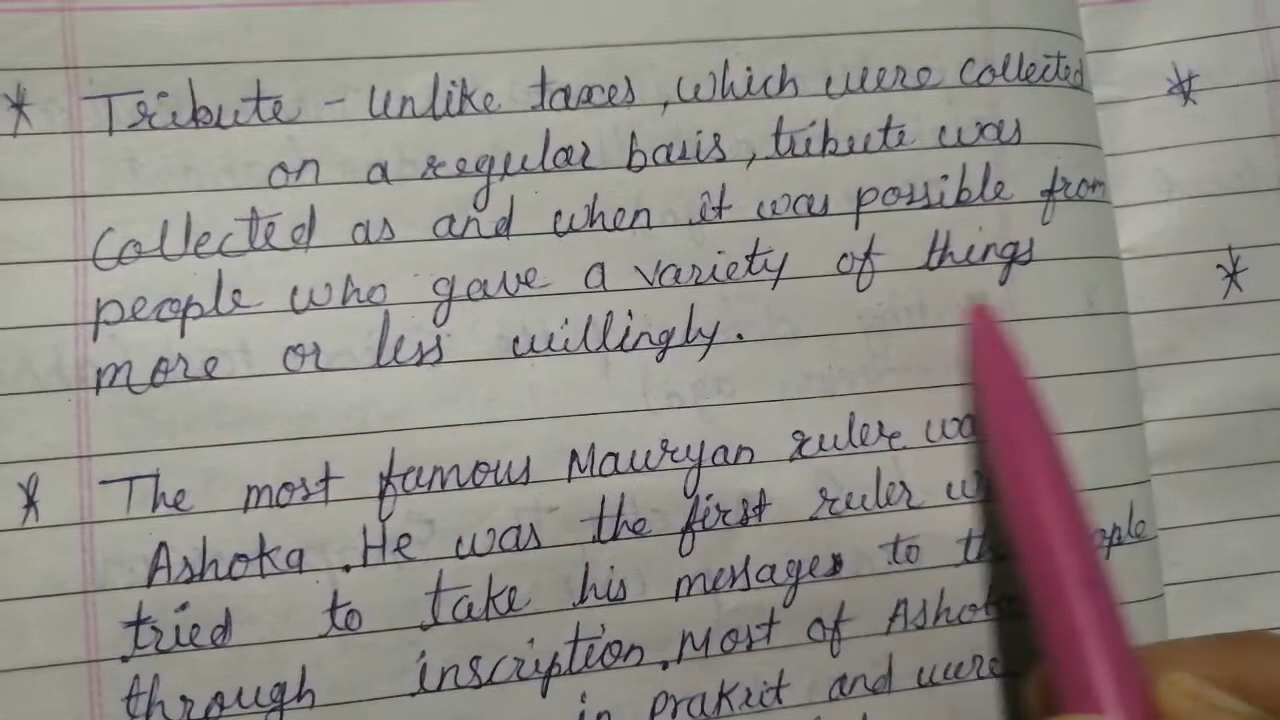 * Tribute - Unlike taxes, which were collected
on a regular basis, tribute was
collected as and when it was possible from
people who gave a variety of things
more or less willingly.
* The most famous Mauryan ruler
Ashoka. He was the first ruler
tried to take his messages to
through inscription. Most of
in prakrit and were
*
*